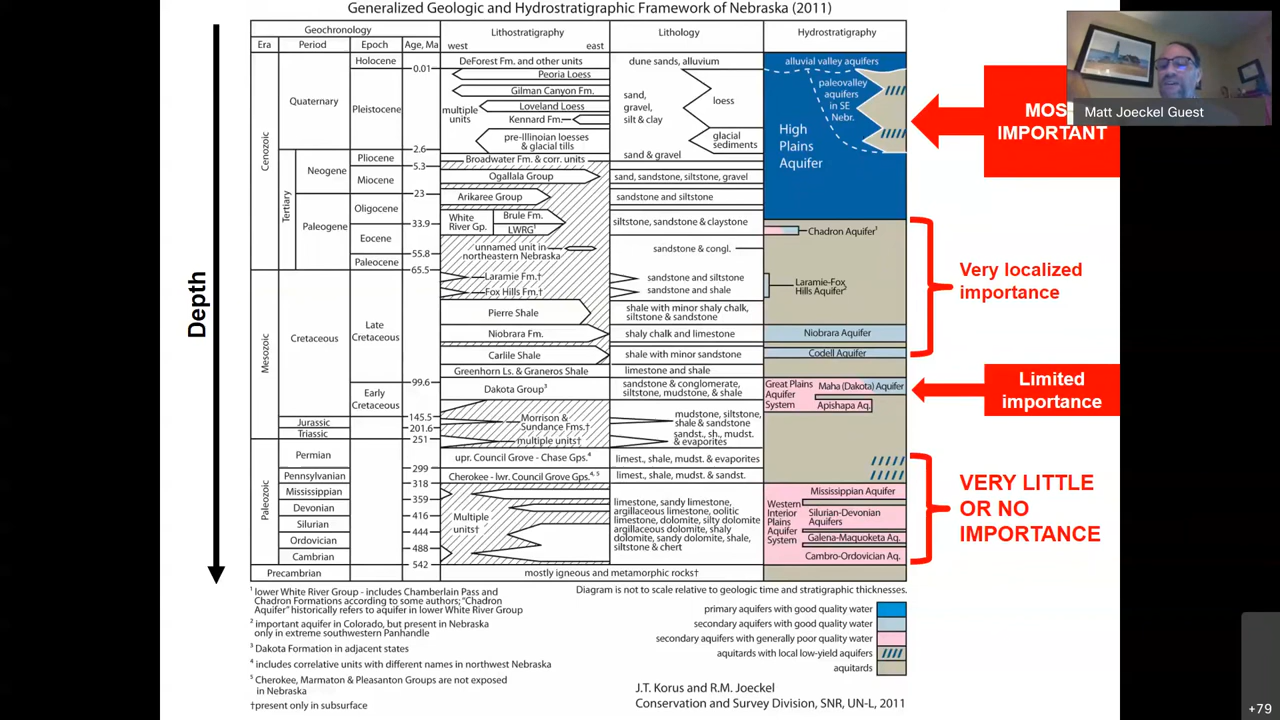 Generalized Geologic and Hydrostratigraphic Framework of Nebraska (2011)
Geochronology
Lithostratigraphy
Lithology
Hydrostratigraphy
Era
Period
Epoch
Age, Ma
west
east
Cenozoic
Mesozoic
Paleozoic
Quaternary
Tertiary
Neogene
Paleogene
Cretaceous
Jurassic
Triassic
Permian
Pennsylvanian
Mississippian
Devonian
Silurian
Ordovician
Cambrian
Precambrian
Holocene
Pleistocene
Pliocene
Miocene
Oligocene
Eocene
Paleocene
Late
Cretaceous
Early
Cretaceous
0.01
2.6
5.3
23
33.9
55.8
65.5
99.6
145.5
201.6
251
299
318
359
416
444
488
542
DeForest Fm. and other units
Peoria Loess
Gilman Canyon Fm.
Loveland Loess
multiple
units
Kennard Fm.
pre-Illinoian loesses
& glacial tills
Broadwater Fm. & corr. units
Ogallala Group
Arikaree Group
White
River Gp.
Brule Fm.
LWRG¹
unnamed unit in
northeastern Nebraska
Laramie Fm.†
Fox Hills Fm.†
Pierre Shale
Niobrara Fm.
Carlile Shale
Greenhorn Ls. & Graneros Shale
Dakota Group³
Morrison &
Sundance Fms.†
multiple units†
upr. Council Grove - Chase Gps.⁴
Cherokee - lwr. Council Grove Gps.⁴, ⁵
Multiple
units†
mostly igneous and metamorphic rocks†
dune sands, alluvium
sand,
gravel,
silt & clay
loess
glacial
sediments
sand & gravel
sand, sandstone, siltstone, gravel
sandstone and siltstone
siltstone, sandstone & claystone
sandstone & congl.
sandstone and siltstone
sandstone and shale
shale with minor shaly chalk,
siltstone & sandstone
shaly chalk and limestone
shale with minor sandstone
limestone and shale
sandstone & conglomerate,
siltstone, mudstone, & shale
mudstone, siltstone,
shale & sandstone
sandst., sh., mudst.
& evaporites
limest., shale, mudst. & evaporites
limest., shale, mudst. & sandst.
limestone, sandy limestone,
argillaceous limestone, oolitic
limestone, dolomite, silty dolomite
argillaceous dolomite, shaly
dolomite, sandy dolomite, shale,
siltstone & chert
alluvial valley aquifers
paleovalley
aquifers
in SE
Nebr.
High
Plains
Aquifer
Chadron Aquifer¹
Laramie-Fox
Hills Aquifer²
Niobrara Aquifer
Codell Aquifer
Great Plains
Aquifer
System
Maha (Dakota) Aquifer
Apishapa Aq.
Western
Interior
Plains
Aquifer
System
Mississippian Aquifer
Silurian-Devonian
Aquifers
Galena-Maquoketa Aq.
Cambro-Ordovician Aq.
Depth
MOS
IMPORTANT
Matt Joeckel Guest
Very localized
importance
Limited
importance
VERY LITTLE
OR NO
IMPORTANCE
¹ lower White River Group - includes Chamberlain Pass and
Chadron Formations according to some authors; "Chadron
Aquifer" historically refers to aquifer in lower White River
Group
² important aquifer in Colorado, but present in Nebraska
only in extreme southwestern Panhandle
³ Dakota Formation in adjacent states
⁴ includes correlative units with different names in northwest Nebraska
⁵ Cherokee, Marmaton & Pleasanton Groups are not exposed
in Nebraska
†present only in subsurface
Diagram is not to scale relative to geologic time and stratigraphic thicknesses.
primary aquifers with good quality water
secondary aquifers with good quality water
secondary aquifers with generally poor quality water
aquitards with local low-yield aquifers
aquitards
J.T. Korus and R.M. Joeckel
Conservation and Survey Division, SNR, UN-L, 2011
+79